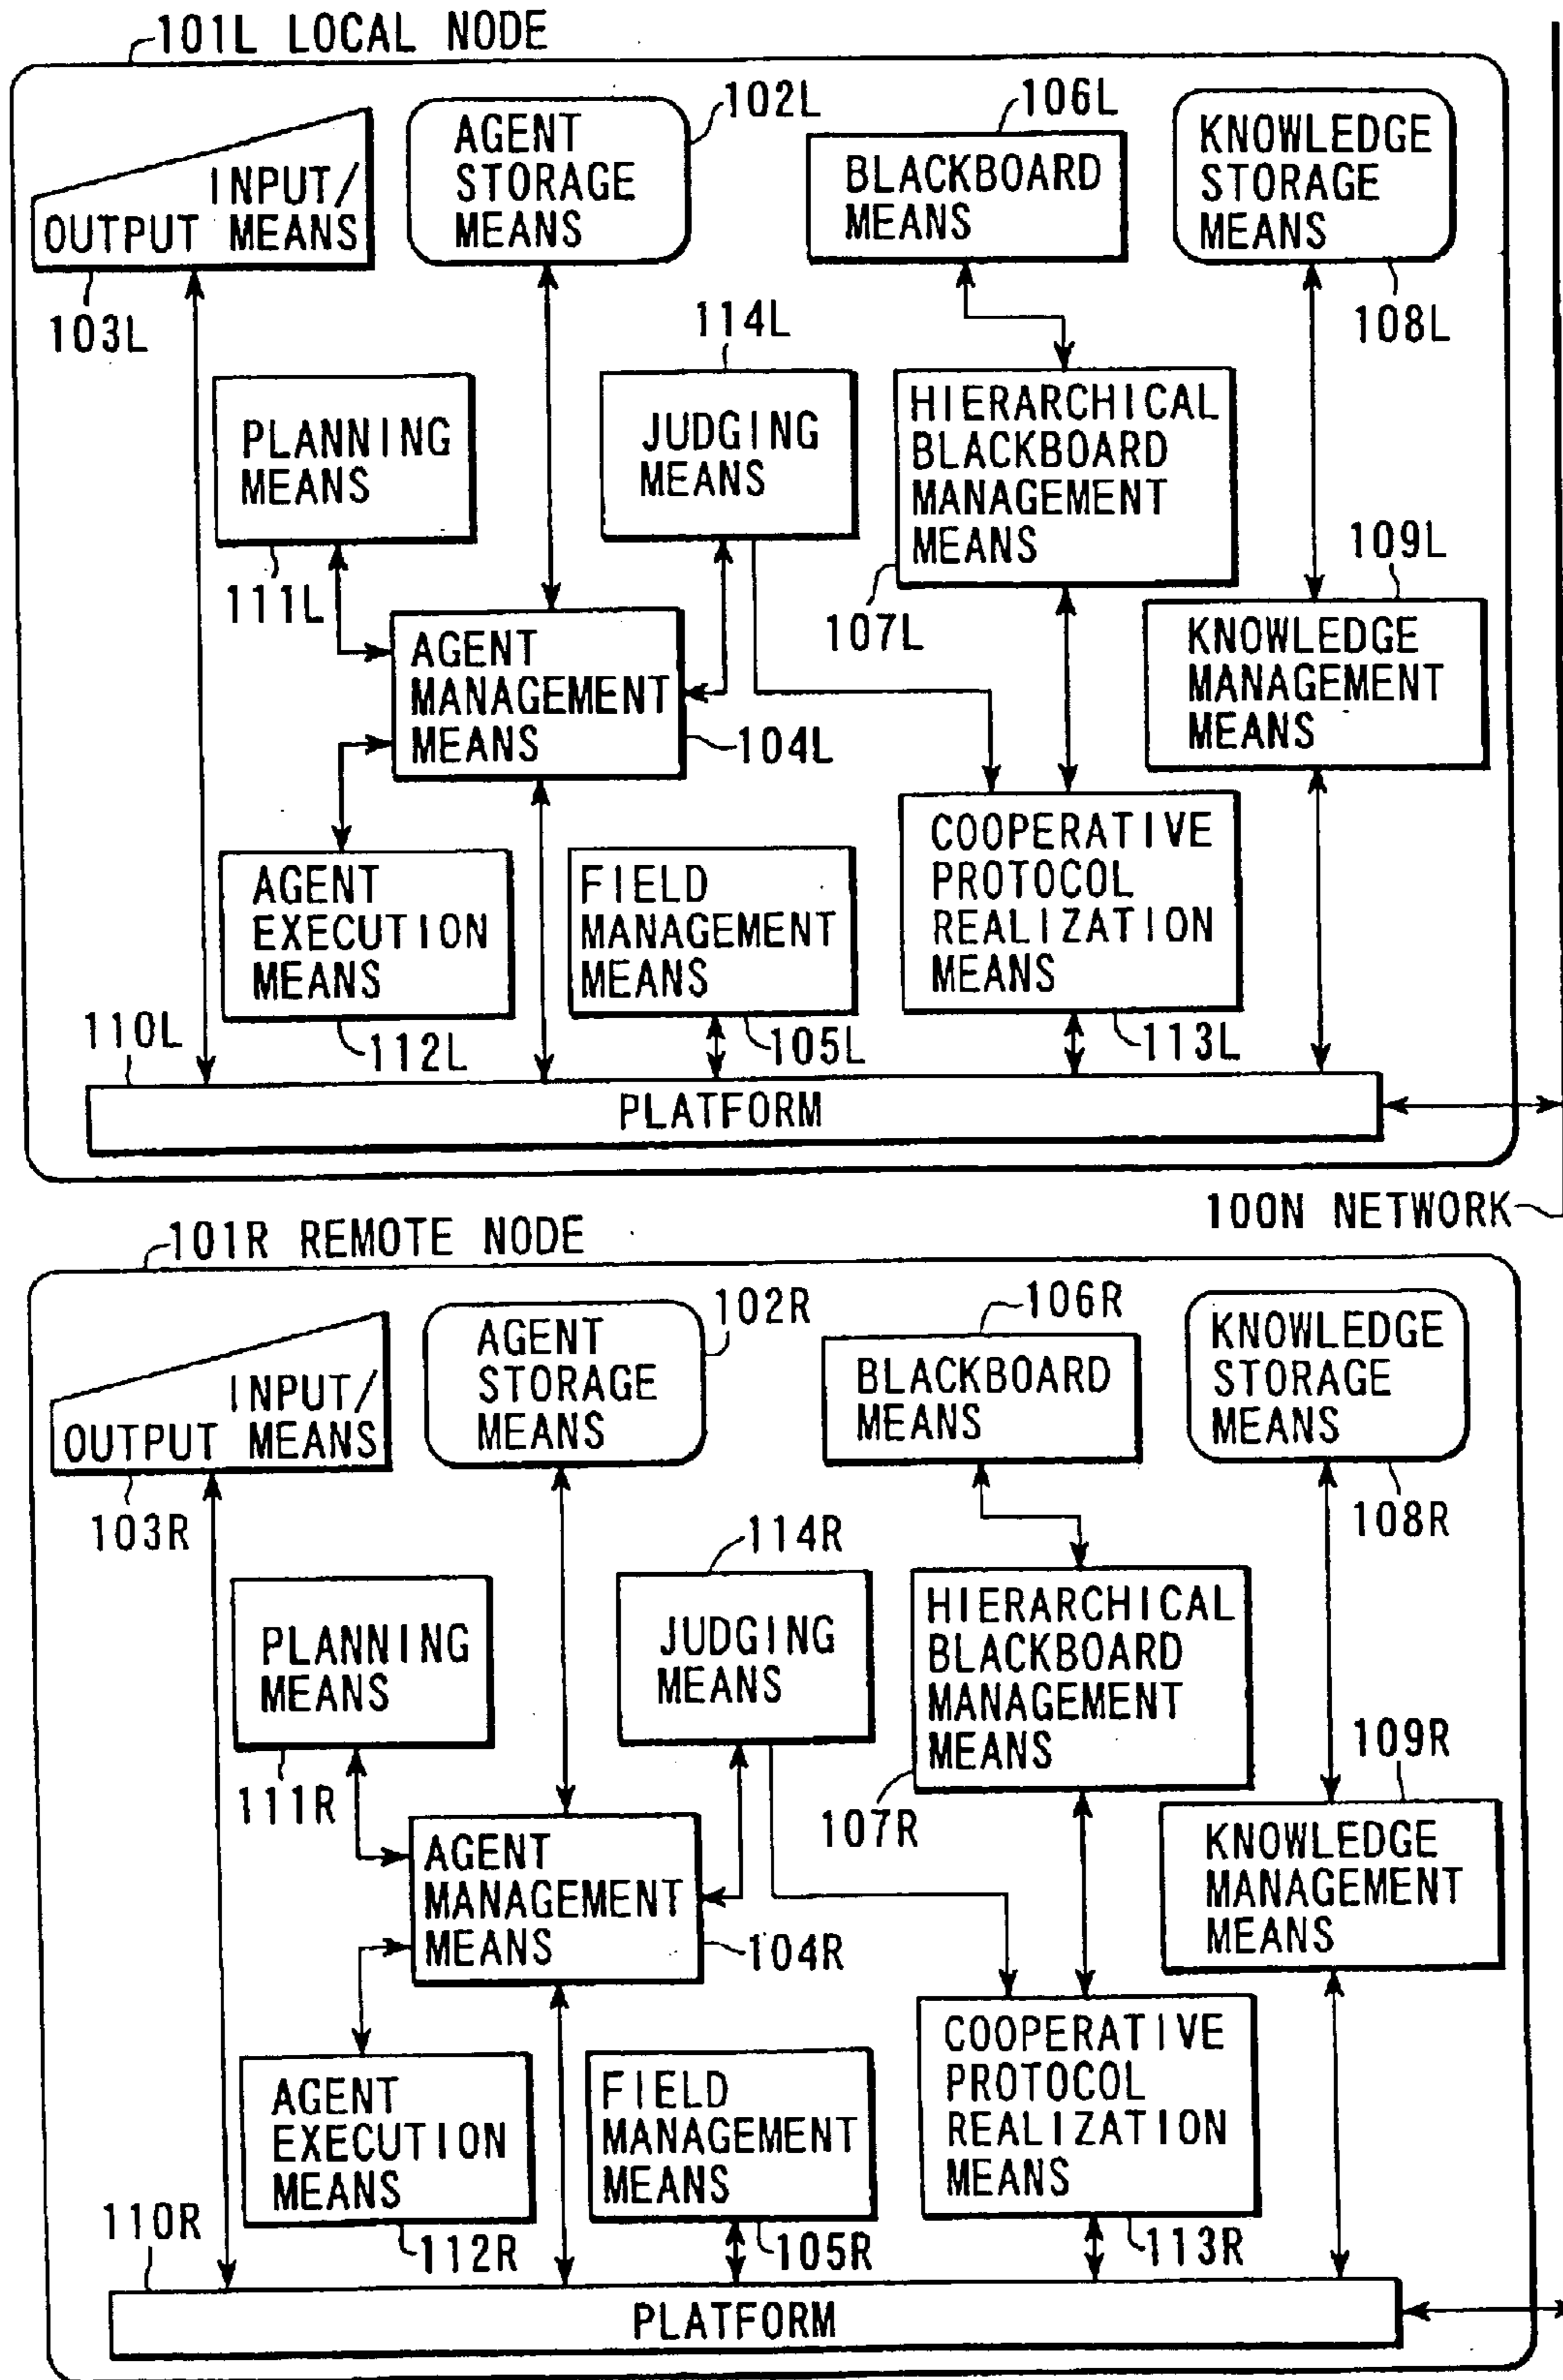 101L LOCAL NODE
102L
106L
INPUT/
OUTPUT MEANS
AGENT
STORAGE
MEANS
BLACKBOARD
MEANS
KNOWLEDGE
STORAGE
MEANS
103L
114L
108L
PLANNING
MEANS
JUDGING
MEANS
HIERARCHICAL
BLACKBOARD
MANAGEMENT
MEANS
109L
111L
107L
AGENT
MANAGEMENT
MEANS
104L
KNOWLEDGE
MANAGEMENT
MEANS
AGENT
EXECUTION
MEANS
FIELD
MANAGEMENT
MEANS
COOPERATIVE
PROTOCOL
REALIZATION
MEANS
110L
112L
105L
113L
PLATFORM
100N NETWORK
101R REMOTE NODE
102R
106R
INPUT/
OUTPUT MEANS
AGENT
STORAGE
MEANS
BLACKBOARD
MEANS
KNOWLEDGE
STORAGE
MEANS
103R
114R
108R
PLANNING
MEANS
JUDGING
MEANS
HIERARCHICAL
BLACKBOARD
MANAGEMENT
MEANS
109R
111R
107R
AGENT
MANAGEMENT
MEANS
104R
KNOWLEDGE
MANAGEMENT
MEANS
AGENT
EXECUTION
MEANS
FIELD
MANAGEMENT
MEANS
COOPERATIVE
PROTOCOL
REALIZATION
MEANS
110R
112R
105R
113R
PLATFORM